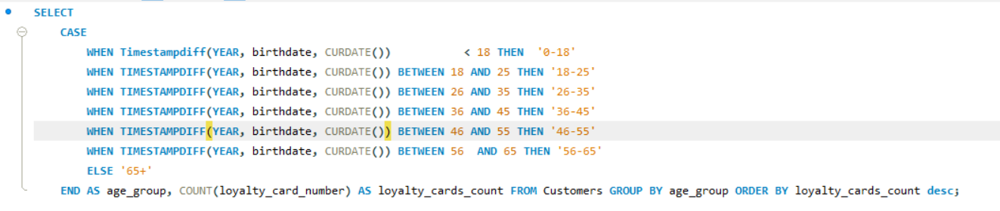 SELECT
CASE
WHEN Timestampdiff(YEAR, birthdate, CURDATE()) < 18 THEN '0-18'
WHEN TIMESTAMPDIFF(YEAR, birthdate, CURDATE()) BETWEEN 18 AND 25 THEN '18-25'
WHEN TIMESTAMPDIFF(YEAR, birthdate, CURDATE()) BETWEEN 26 AND 35 THEN '26-35'
WHEN TIMESTAMPDIFF(YEAR, birthdate, CURDATE()) BETWEEN 36 AND 45 THEN '36-45'
WHEN TIMESTAMPDIFF(YEAR, birthdate, CURDATE()) BETWEEN 46 AND 55 THEN '46-55'
WHEN TIMESTAMPDIFF(YEAR, birthdate, CURDATE()) BETWEEN 56  AND 65 THEN '56-65'
ELSE '65+'
END AS age_group, COUNT(loyalty_card_number) AS loyalty_cards_count FROM Customers GROUP BY age_group ORDER BY loyalty_cards_count desc;